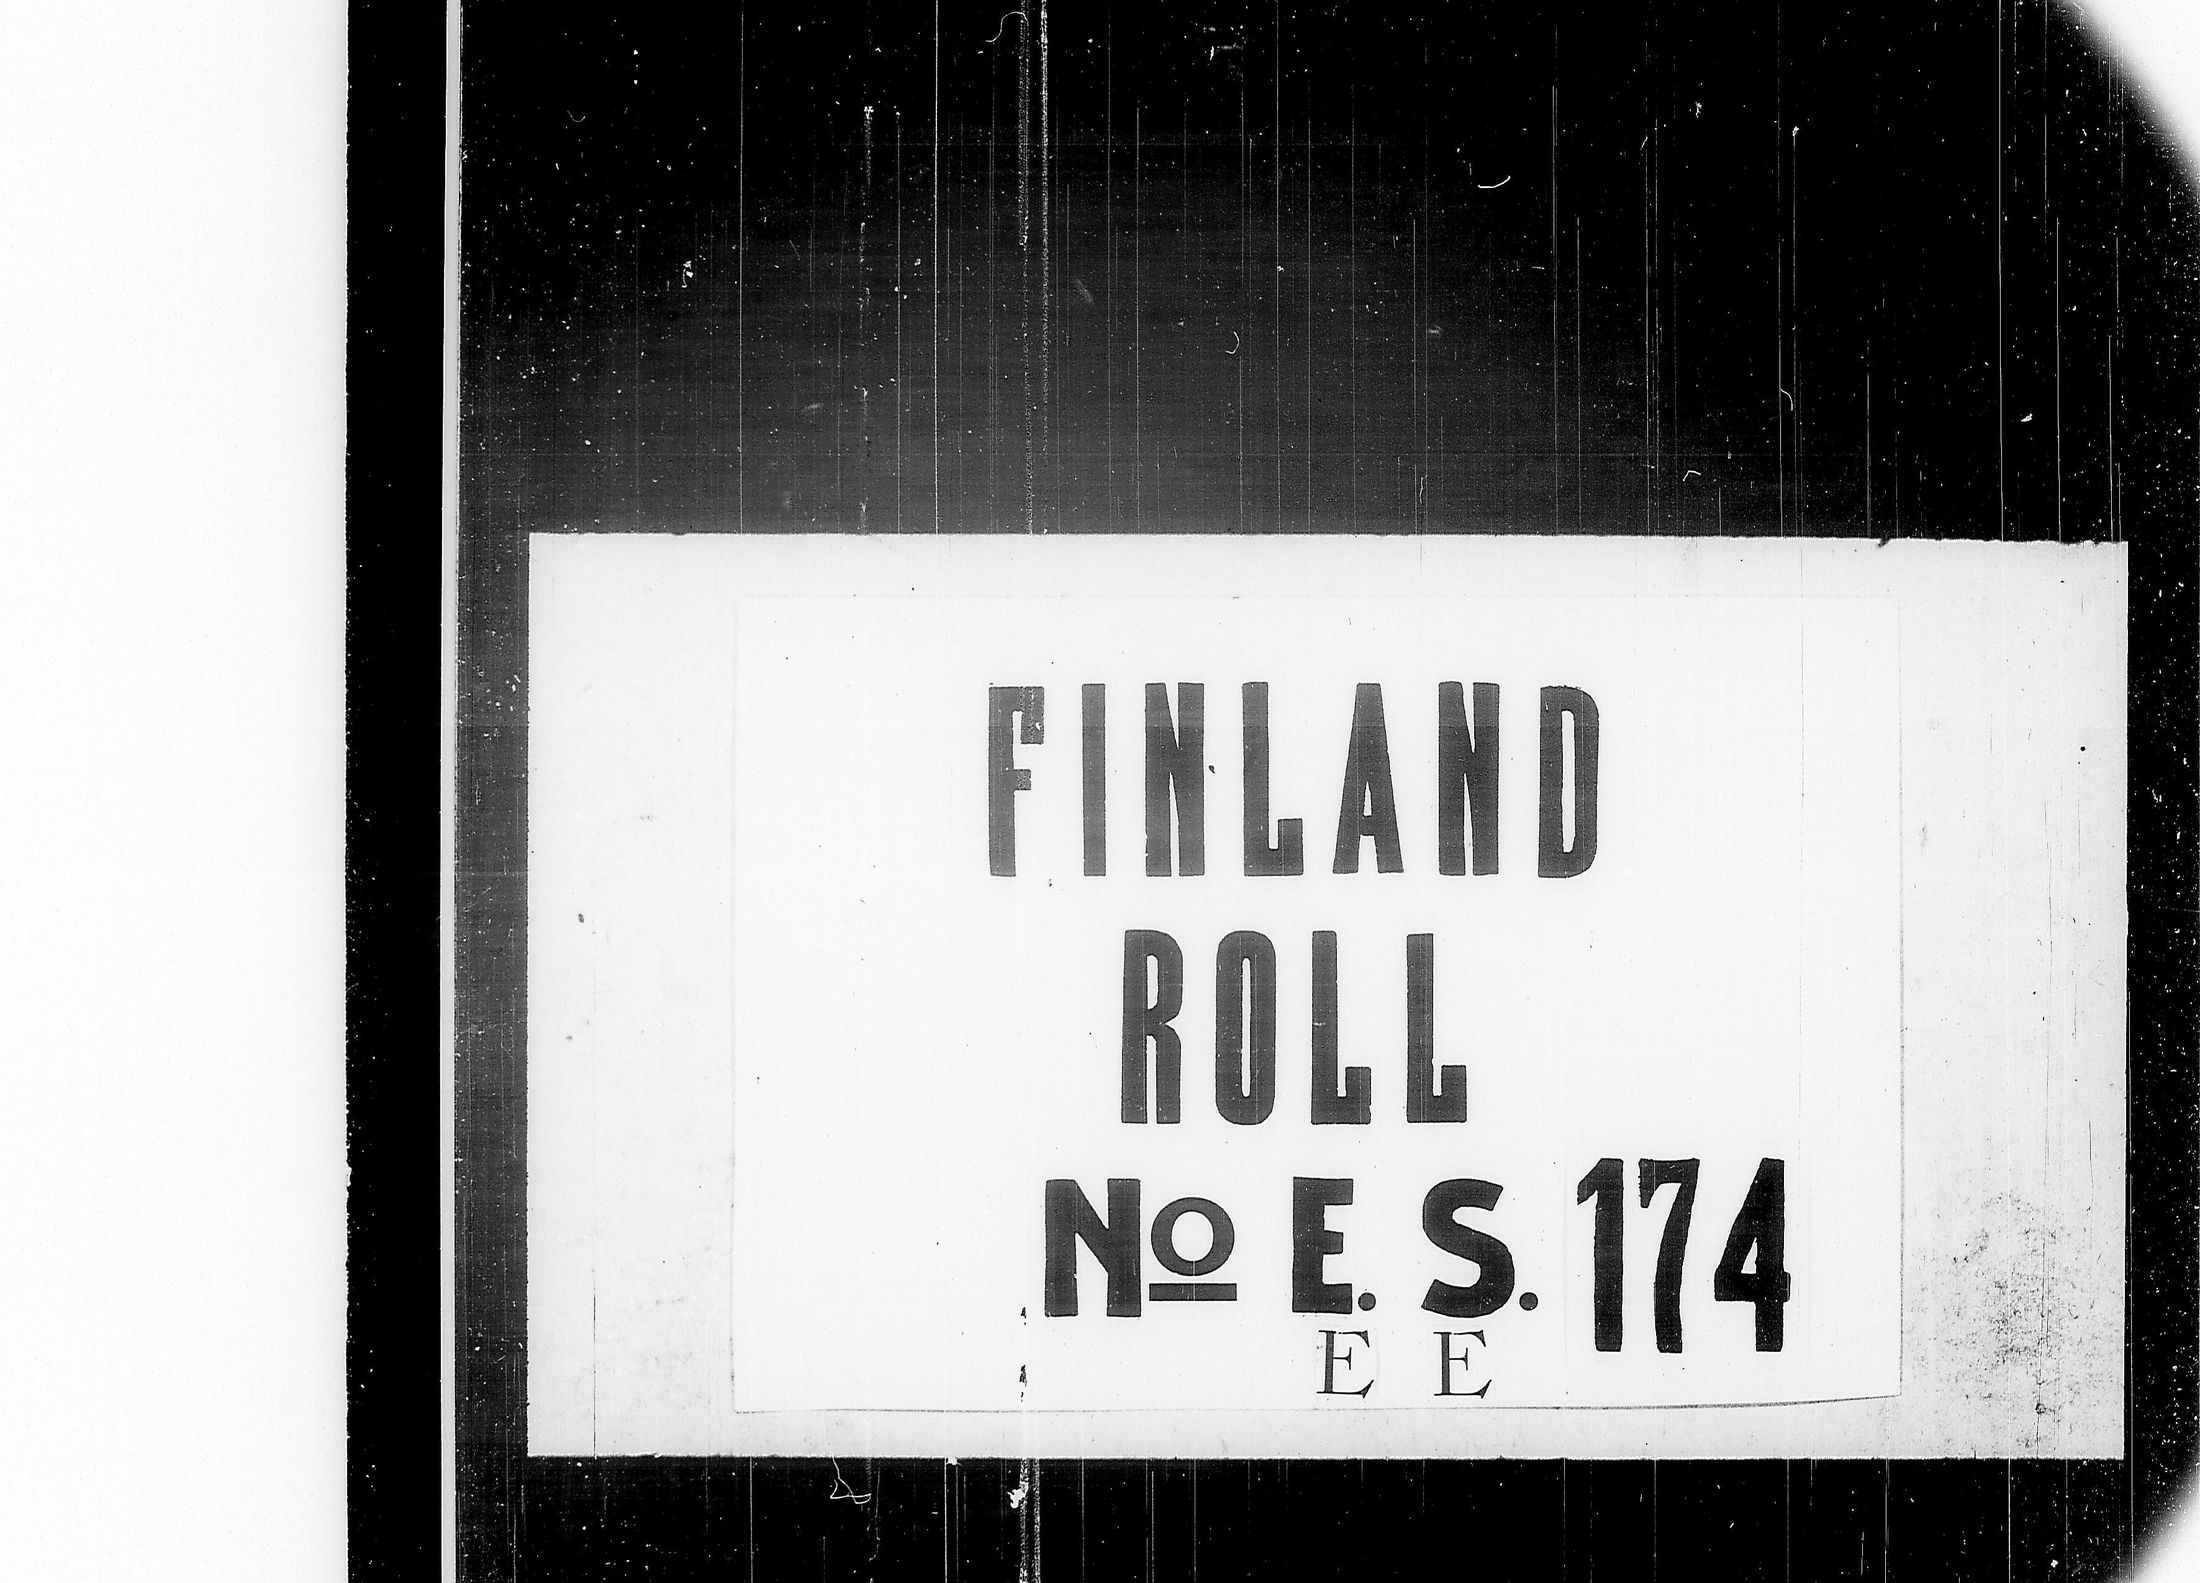 FINLAND
ROLL
No E. S. 174
E E